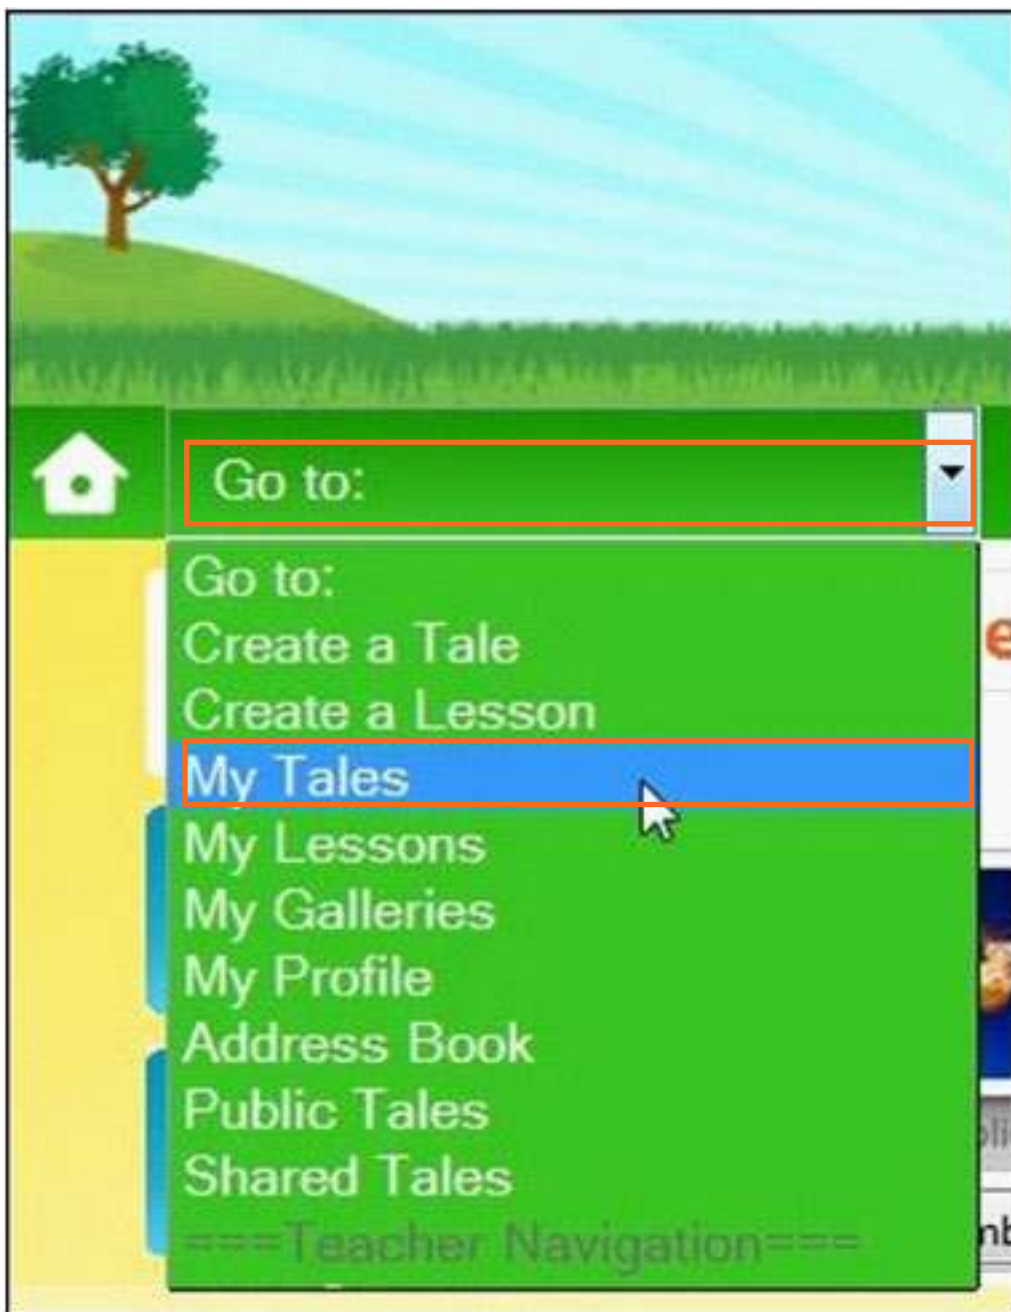 Go to:
Go to:
Create a Tale
Create a Lesson
My Tales
My Lessons
My Galleries
My Profile
Address Book
Public Tales
Shared Tales
===Teacher Navigation===